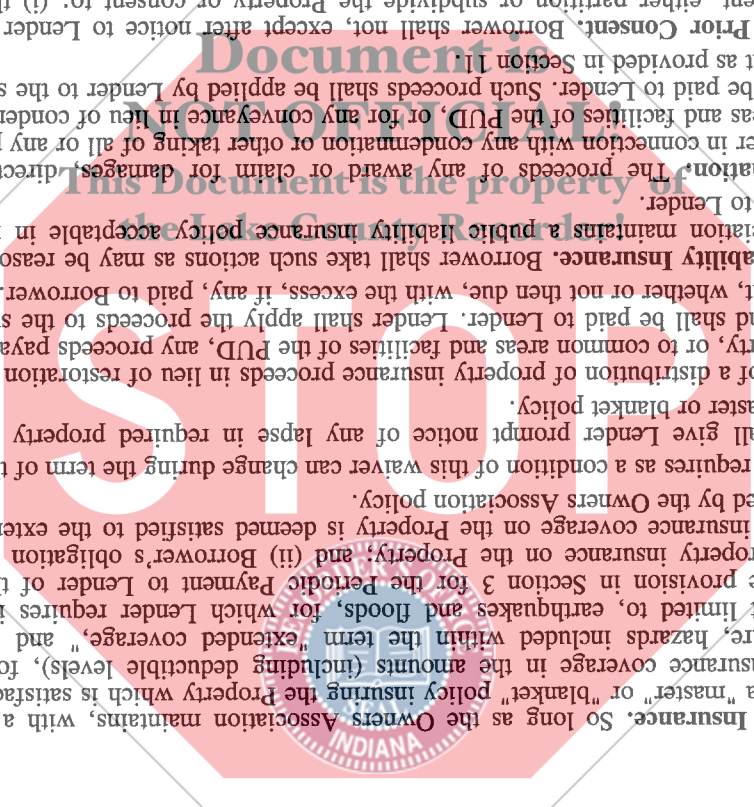 Insurance. So long as the Owners Association maintains, with a
a "master" or "blanket" policy insuring the Property which is satisfac
nsurance coverage in the amounts (including deductible levels), fo
re, hazards included within the term "extended coverage," and
t limited to, earthquakes and floods, for which Lender requires i
e provision in Section 3 for the Periodic Payment to Lender of t
roperty insurance on the Property; and (ii) Borrower's obligation
insurance coverage on the Property is deemed satisfied to the exten
ed by the Owners Association policy.
requires as a condition of this waiver can change during the term of t
all give Lender prompt notice of any lapse in required property
aster or blanket policy.
of a distribution of property insurance proceeds in lieu of restoration
rty, or to common areas and facilities of the PUD, any proceeds paya
nd shall be paid to Lender. Lender shall apply the proceeds to the s
t, whether or not then due, with the excess, if any, paid to Borrower.
ability Insurance. Borrower shall take such actions as may be reaso
ciation maintains a public liability insurance policy acceptable in
to Lender.
nation. The proceeds of any award or claim for damages, direct
er in connection with any condemnation or other taking of all or any
eas and facilities of the PUD, or for any conveyance in lieu of conden
be paid to Lender. Such proceeds shall be applied by Lender to the s
t as provided in Section 11.
Prior Consent. Borrower shall not, except after notice to Lender
ent, either partition or subdivide the Property or consent to: (i) th
Document is
NOT OFFICIAL!
This Document is the property of
the Lake County Recorder!
STOP
RECORDER'S OFFICE
SEAL
INDIANA